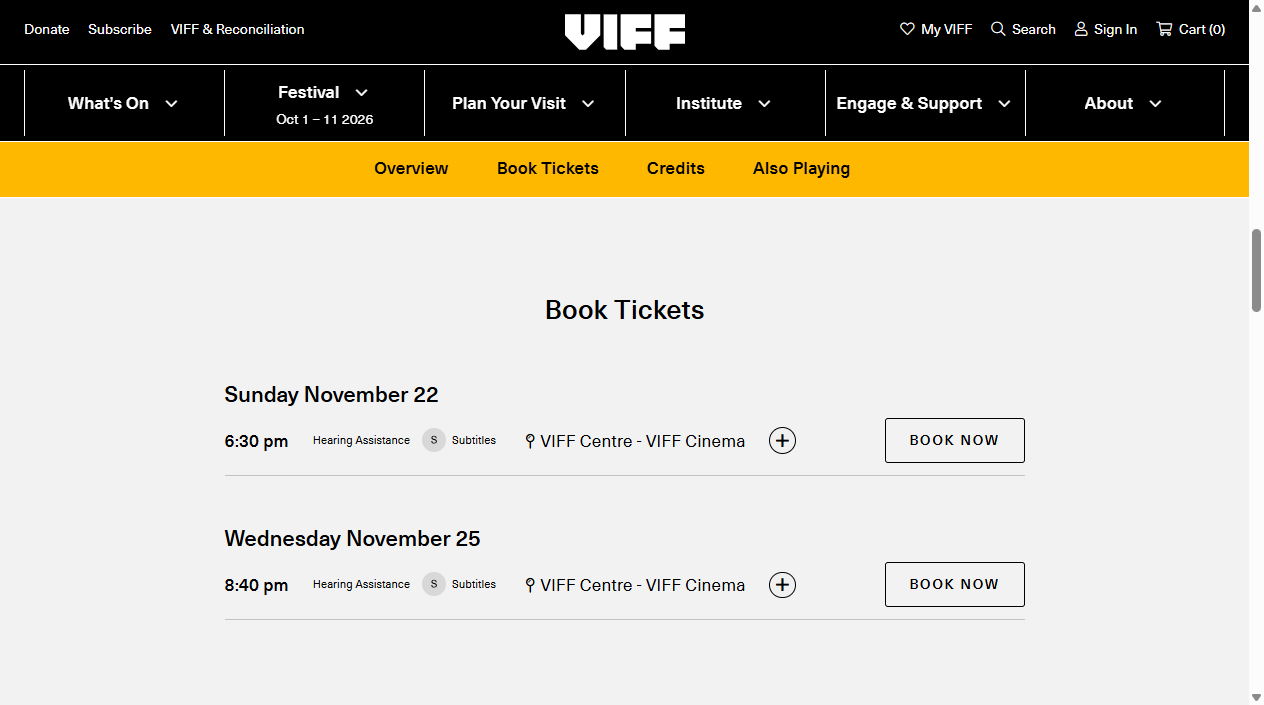 Donate Subscribe VIFF & Reconciliation VIFF My VIFF Search Sign In Cart (0)
What's On Festival Plan Your Visit Institute Engage & Support About
Oct 1 – 11 2026
Overview Book Tickets Credits Also Playing
Book Tickets
Sunday November 22
6:30 pm Hearing Assistance S Subtitles VIFF Centre - VIFF Cinema BOOK NOW
Wednesday November 25
8:40 pm Hearing Assistance S Subtitles VIFF Centre - VIFF Cinema BOOK NOW